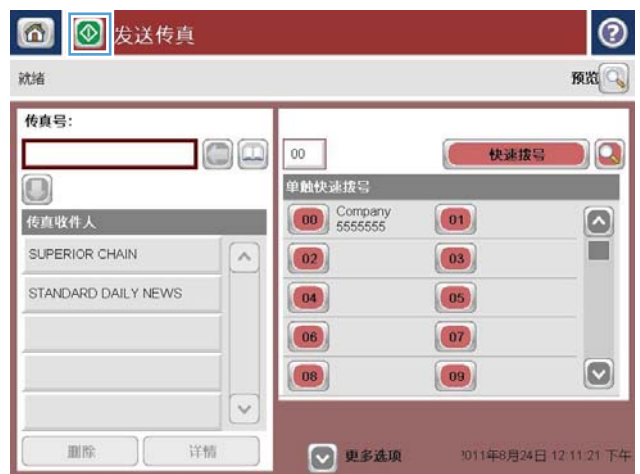 发送传真
就绪
预览
传真号:
00
快速拨号
单触快速拨号
00 Company 5555555 01
02 03
04 05
06 07
08 09
传真收件人
SUPERIOR CHAIN
STANDARD DAILY NEWS
删除 详情
更多选项
2011年8月24日 12:11:21 下午